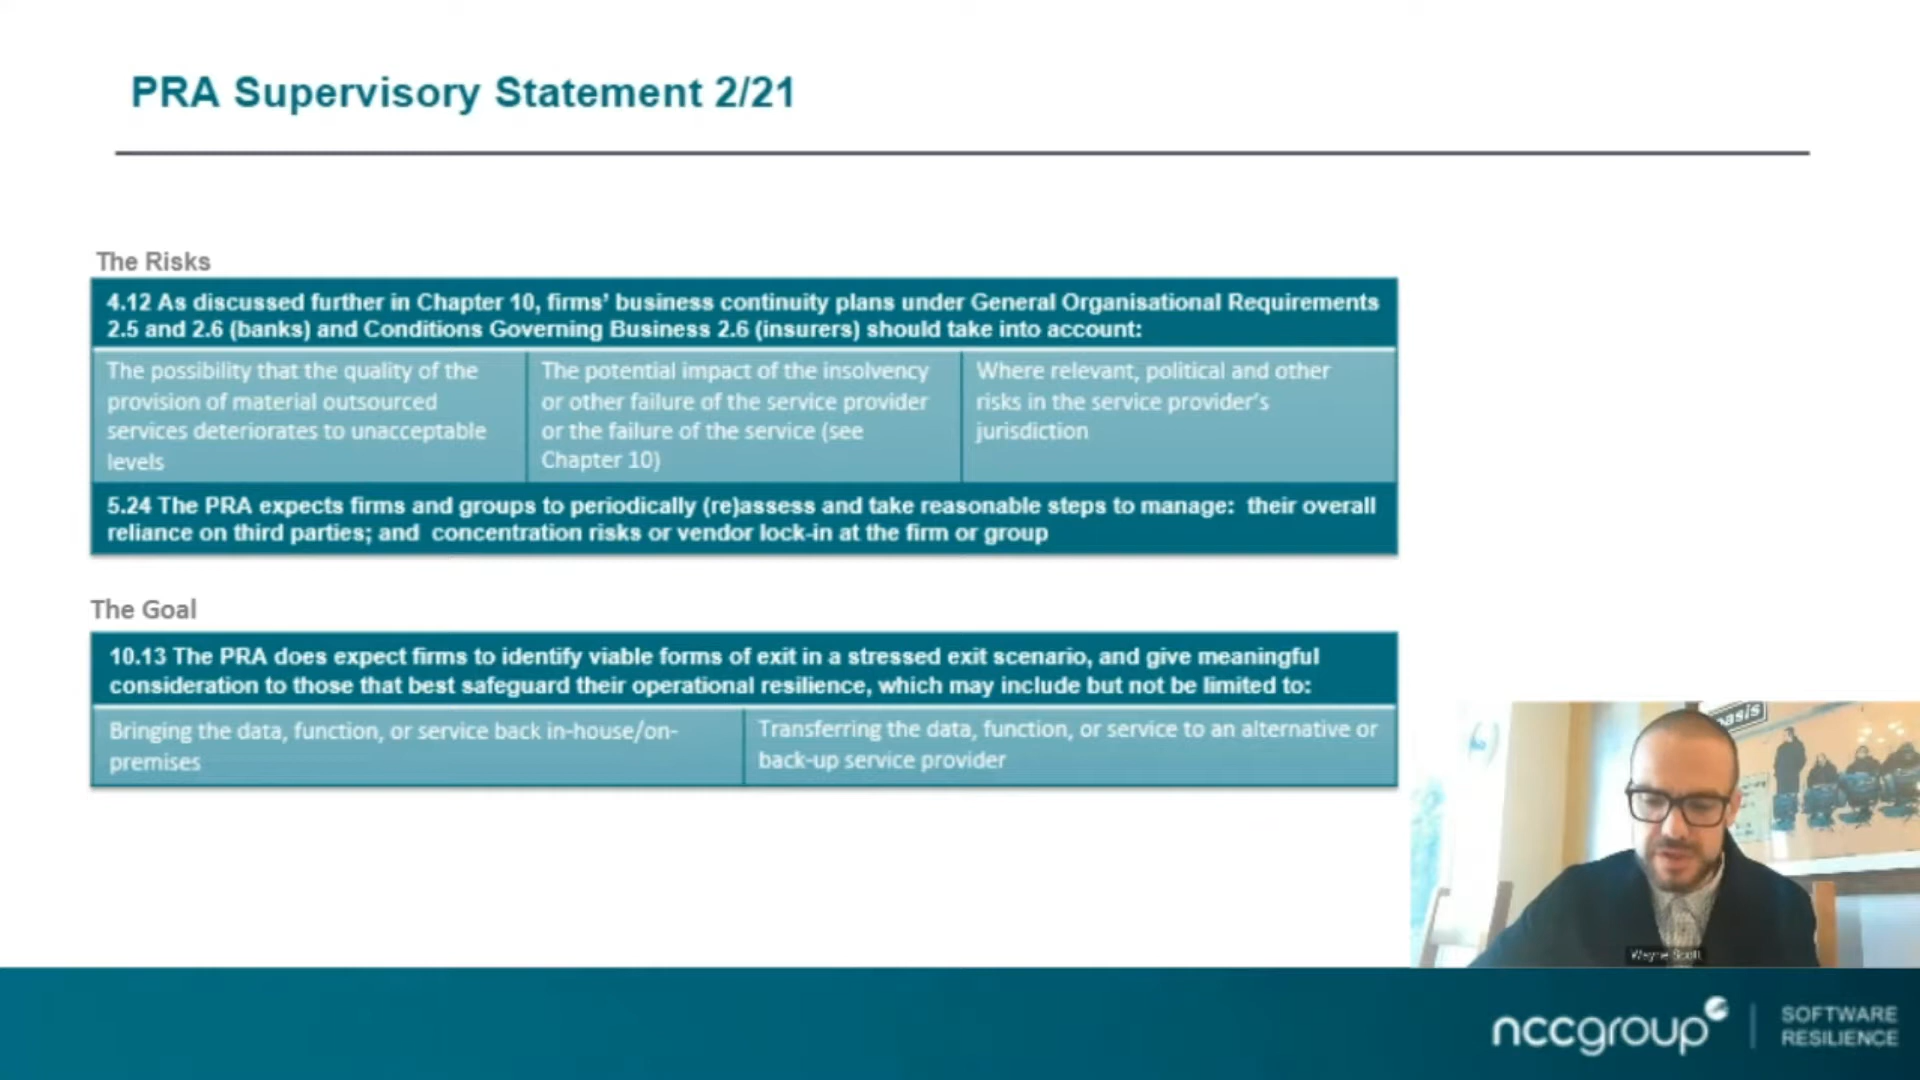 PRA Supervisory Statement 2/21
The Risks
4.12 As discussed further in Chapter 10, firms’ business continuity plans under General Organisational Requirements
2.5 and 2.6 (banks) and Conditions Governing Business 2.6 (insurers) should take into account:
The possibility that the quality of the
provision of material outsourced
services deteriorates to unacceptable
levels
The potential impact of the insolvency
or other failure of the service provider
or the failure of the service (see
Chapter 10)
Where relevant, political and other
risks in the service provider’s
jurisdiction
5.24 The PRA expects firms and groups to periodically (re)assess and take reasonable steps to manage: their overall
reliance on third parties; and concentration risks or vendor lock-in at the firm or group
The Goal
10.13 The PRA does expect firms to identify viable forms of exit in a stressed exit scenario, and give meaningful
consideration to those that best safeguard their operational resilience, which may include but not be limited to:
Bringing the data, function, or service back in-house/on-
premises
Transferring the data, function, or service to an alternative or
back-up service provider
oasis
Wayne Scott
nccgroup
SOFTWARE
RESILIENCE